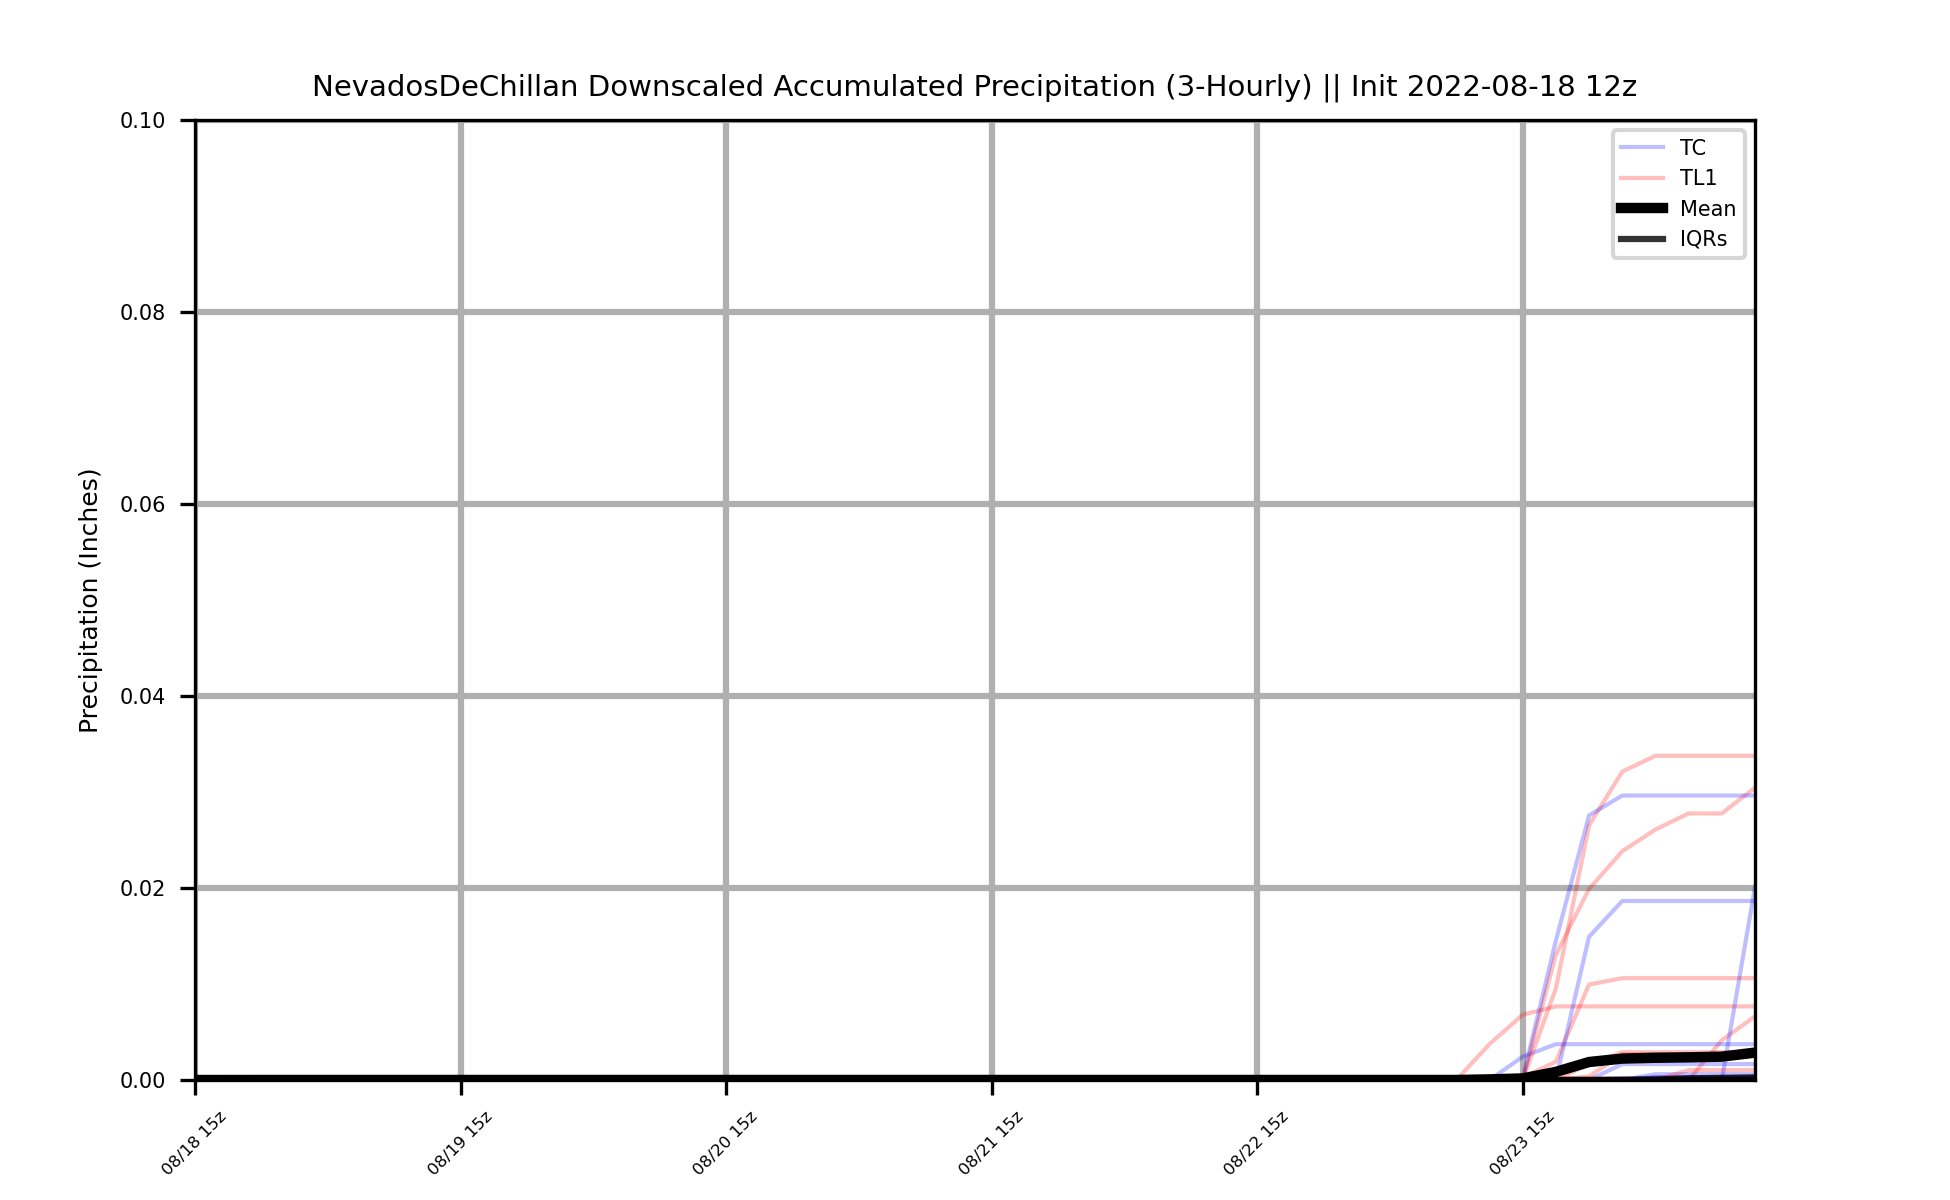 NevadosDeChillan Downscaled Accumulated Precipitation (3-Hourly) || Init 2022-08-18 12z
TC
TL1
Mean
IQRs
Precipitation (Inches)
0.10
0.08
0.06
0.04
0.02
0.00
08/18 15z
08/19 15z
08/20 15z
08/21 15z
08/22 15z
08/23 15z